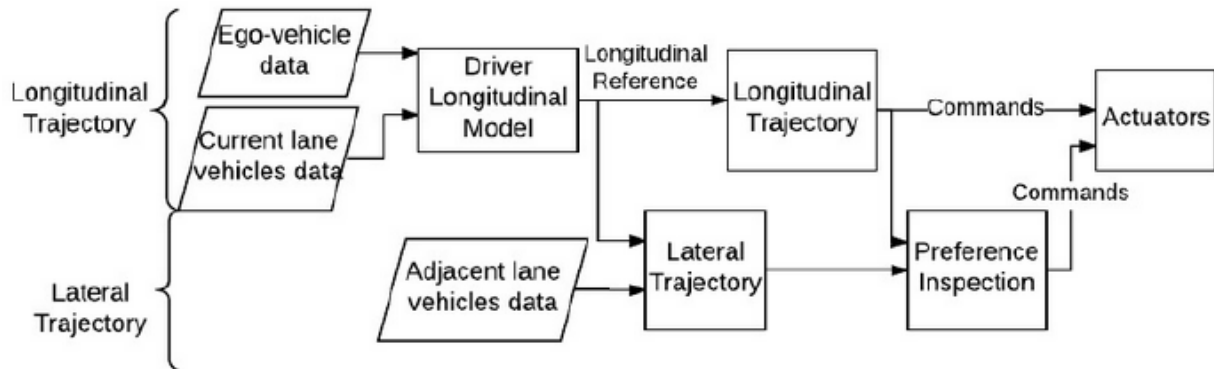 Longitudinal
Trajectory
Ego-vehicle
data
Current lane
vehicles data
Driver
Longitudinal
Model
Longitudinal
Reference
Longitudinal
Trajectory
Commands
Actuators
Commands
Lateral
Trajectory
Adjacent lane
vehicles data
Lateral
Trajectory
Preference
Inspection